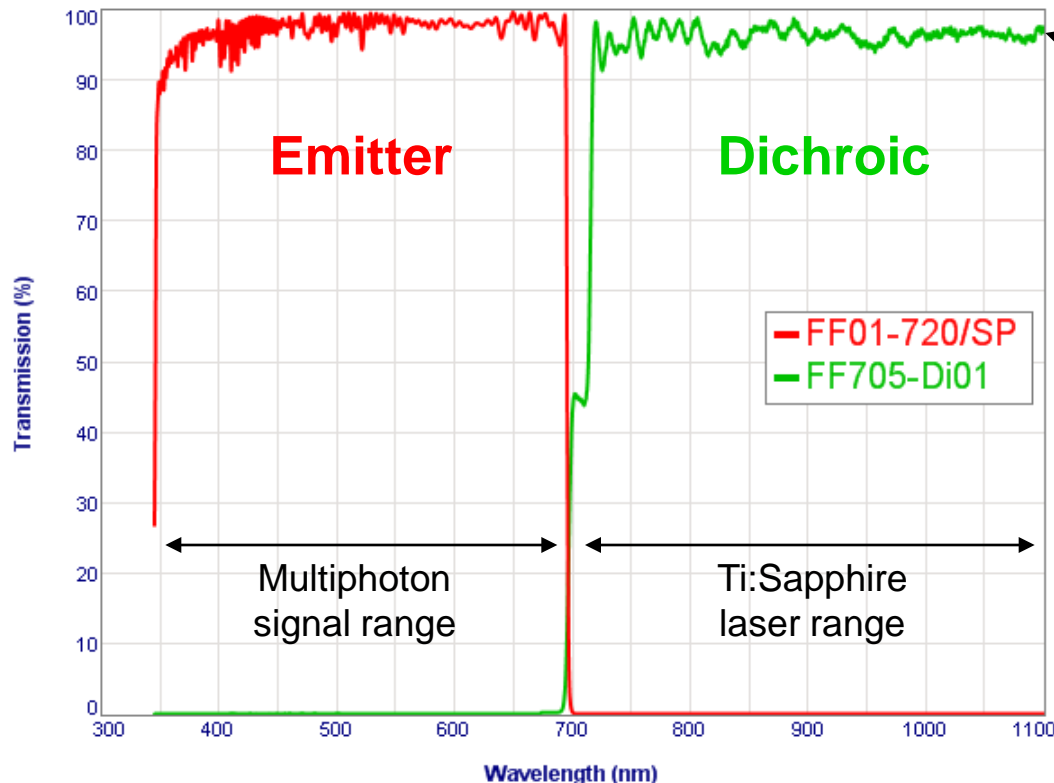 100
90
80
70
60
50
40
30
20
10
0
Transmission (%)
Emitter
Dichroic
FF01-720/SP
FF705-Di01
Multiphoton
signal range
Ti:Sapphire
laser range
300 400 500 600 700 800 900 1000 1100
Wavelength (nm)